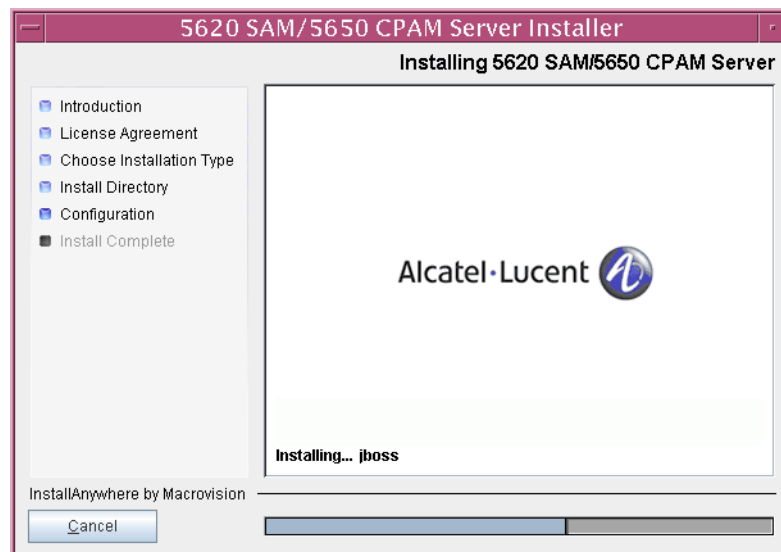 5620 SAM/5650 CPAM Server Installer
Installing 5620 SAM/5650 CPAM Server
Introduction
License Agreement
Choose Installation Type
Install Directory
Configuration
Install Complete
Alcatel·Lucent
Installing... jboss
InstallAnywhere by Macrovision
Cancel